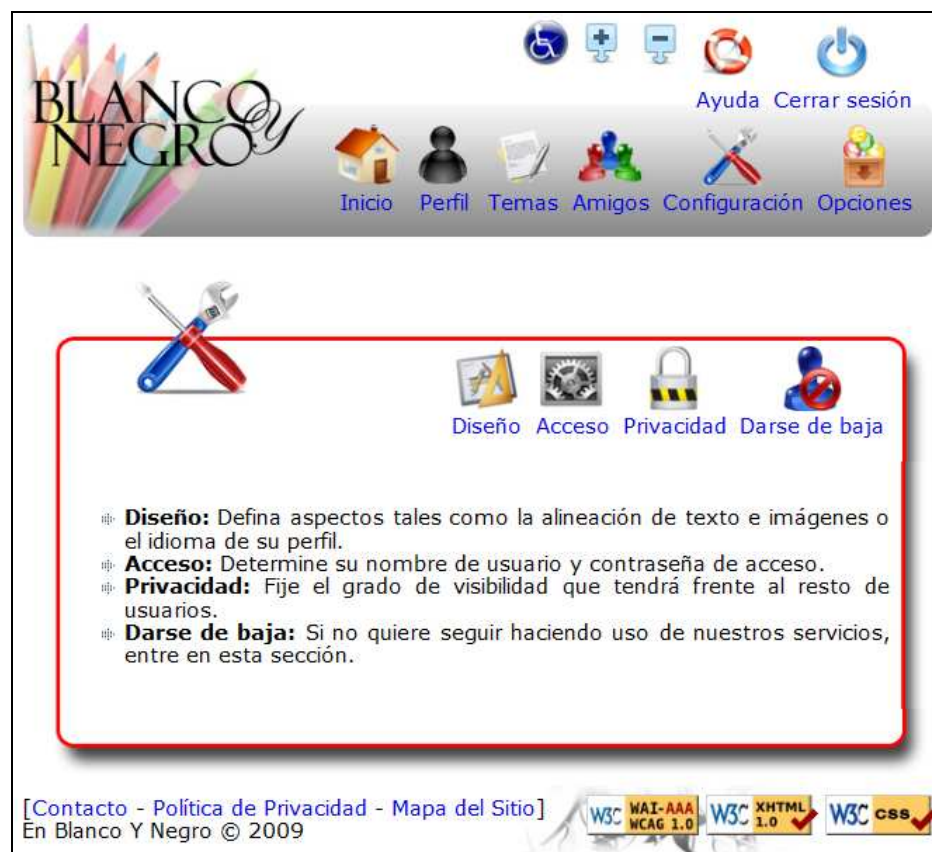 BLANCO Y
NEGRO
Ayuda Cerrar sesión
Inicio Perfil Temas Amigos Configuración Opciones
Diseño Acceso Privacidad Darse de baja
Diseño: Defina aspectos tales como la alineación de texto e imágenes o
el idioma de su perfil.
Acceso: Determine su nombre de usuario y contraseña de acceso.
Privacidad: Fije el grado de visibilidad que tendrá frente al resto de
usuarios.
Darse de baja: Si no quiere seguir haciendo uso de nuestros servicios,
entre en esta sección.
[Contacto - Política de Privacidad - Mapa del Sitio]
En Blanco Y Negro © 2009
W3C WAI-AAA WCAG 1.0
W3C XHTML 1.0
W3C css